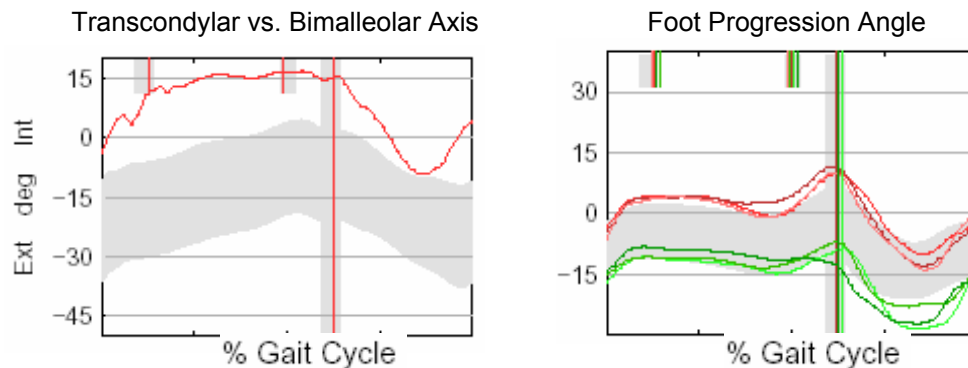 Transcondylar vs. Bimalleolar Axis
15
0
−15
−30
−45
Ext deg Int
% Gait Cycle
Foot Progression Angle
30
15
0
−15
% Gait Cycle